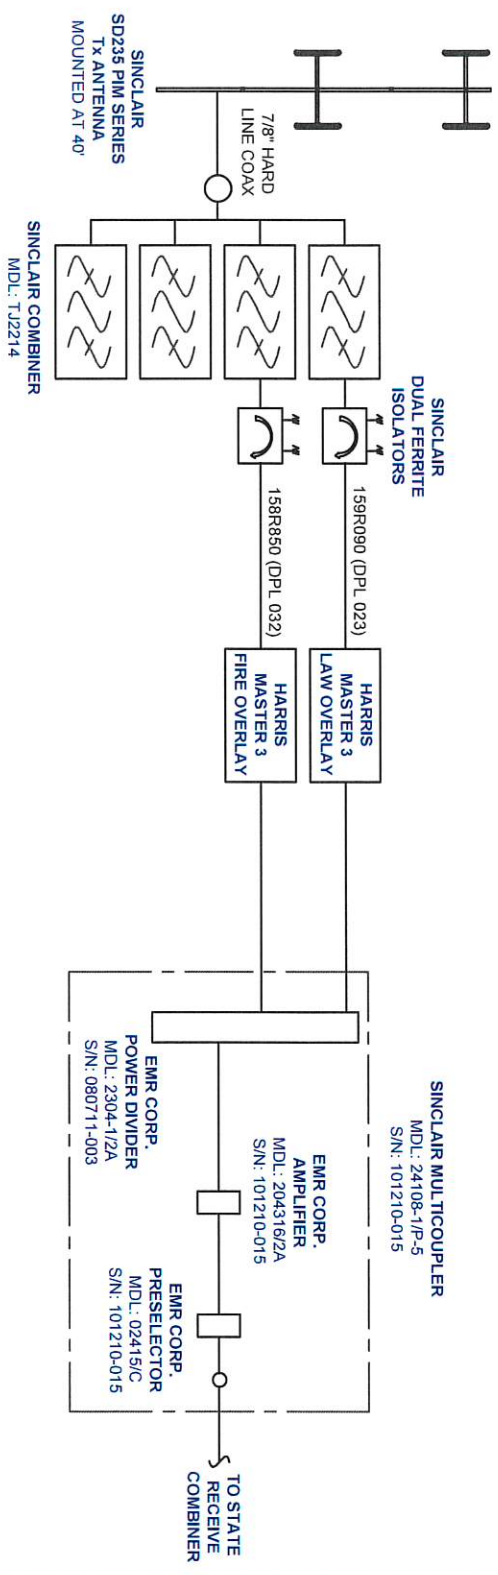 SINCLAIR
SD235 PIM SERIES
Tx ANTENNA
MOUNTED AT 40'
7/8" HARD
LINE COAX
SINCLAIR COMBINER
MDL: TJ2214
SINCLAIR
DUAL FERRITE
ISOLATORS
159R090 (DPL 023)
158R850 (DPL 032)
HARRIS
MASTER 3
LAW OVERLAY
HARRIS
MASTER 3
FIRE OVERLAY
SINCLAIR MULTICOUPLER
MDL: 24108-1/P-5
S/N: 101210-015
EMR CORP.
POWER DIVIDER
MDL: 2304-1/2A
S/N: 080711-003
EMR CORP.
AMPLIFIER
MDL: 204316/2A
S/N: 101210-015
EMR CORP.
PRESELECTOR
MDL: 02415/C
S/N: 101210-015
TO STATE
RECEIVE
COMBINER